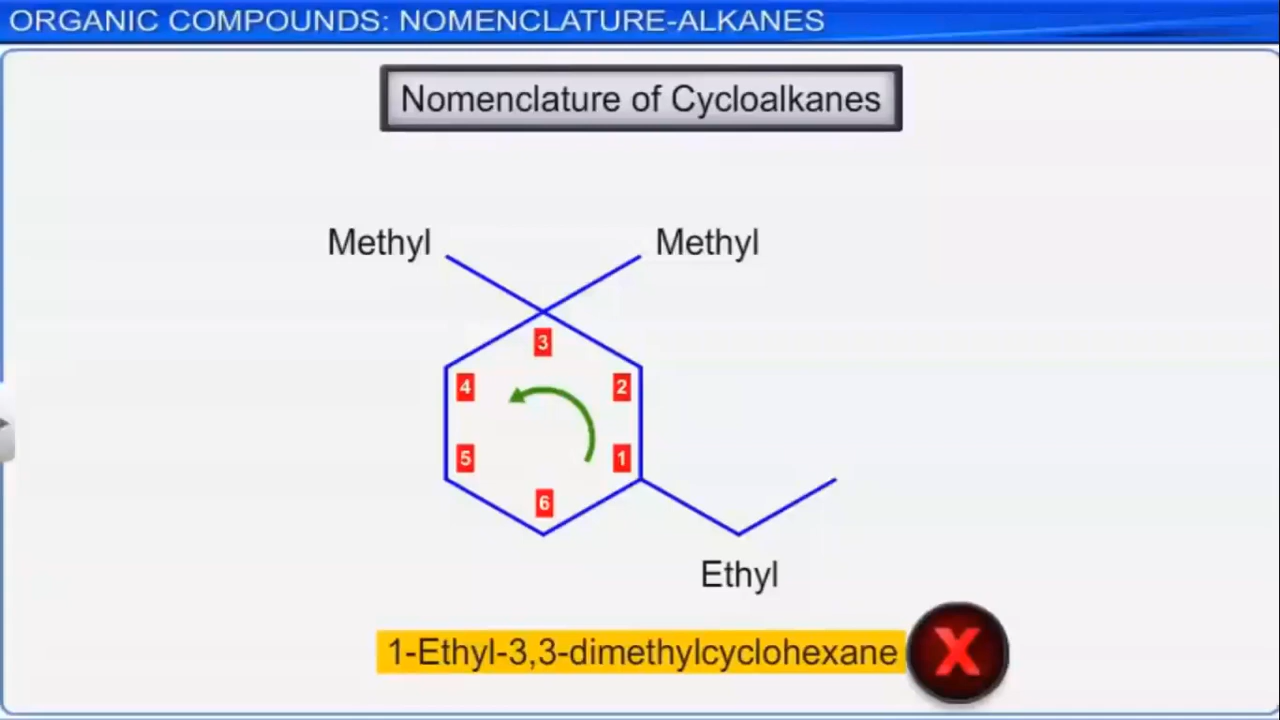 ORGANIC COMPOUNDS: NOMENCLATURE-ALKANES
Nomenclature of Cycloalkanes
Methyl Methyl
3
4 2
5 1
6
Ethyl
1-Ethyl-3,3-dimethylcyclohexane X